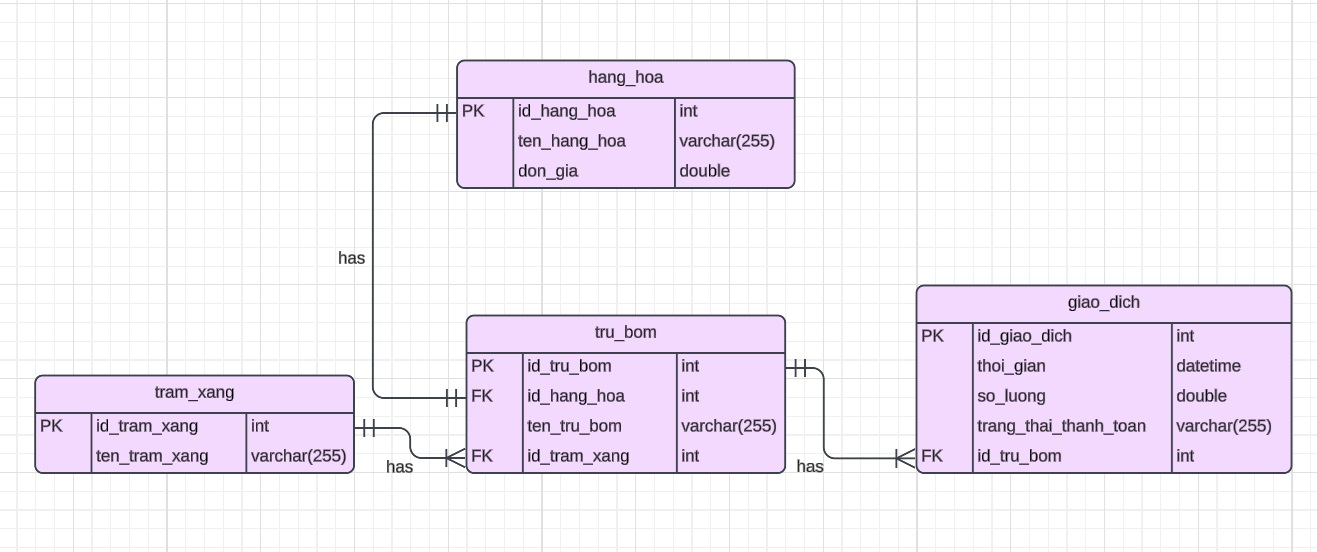 hang_hoa
PK id_hang_hoa int
ten_hang_hoa varchar(255)
don_gia double
has
tram_xang
PK id_tram_xang int
ten_tram_xang varchar(255)
has
tru_bom
PK id_tru_bom int
FK id_hang_hoa int
ten_tru_bom varchar(255)
FK id_tram_xang int
has
giao_dich
PK id_giao_dich int
thoi_gian datetime
so_luong double
trang_thai_thanh_toan varchar(255)
FK id_tru_bom int